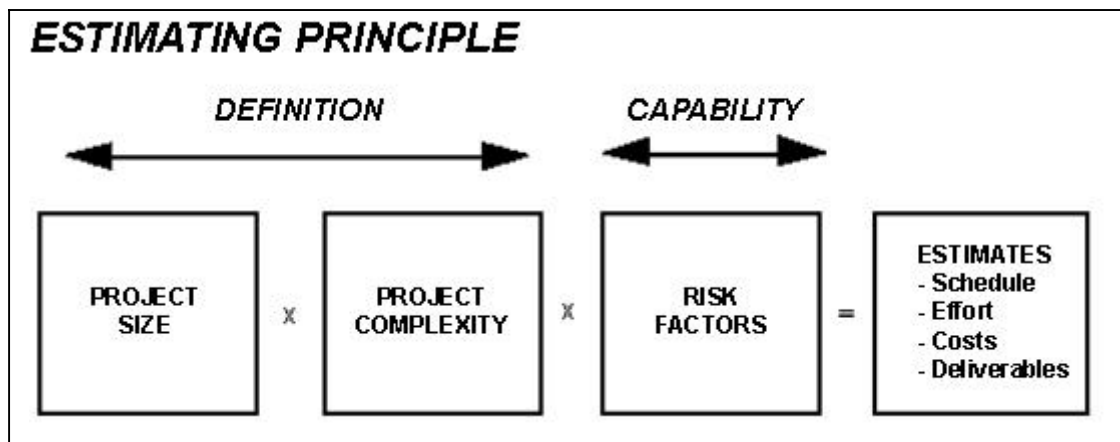 ESTIMATING PRINCIPLE
DEFINITION
CAPABILITY
PROJECT
SIZE
x
PROJECT
COMPLEXITY
x
RISK
FACTORS
=
ESTIMATES
- Schedule
- Effort
- Costs
- Deliverables